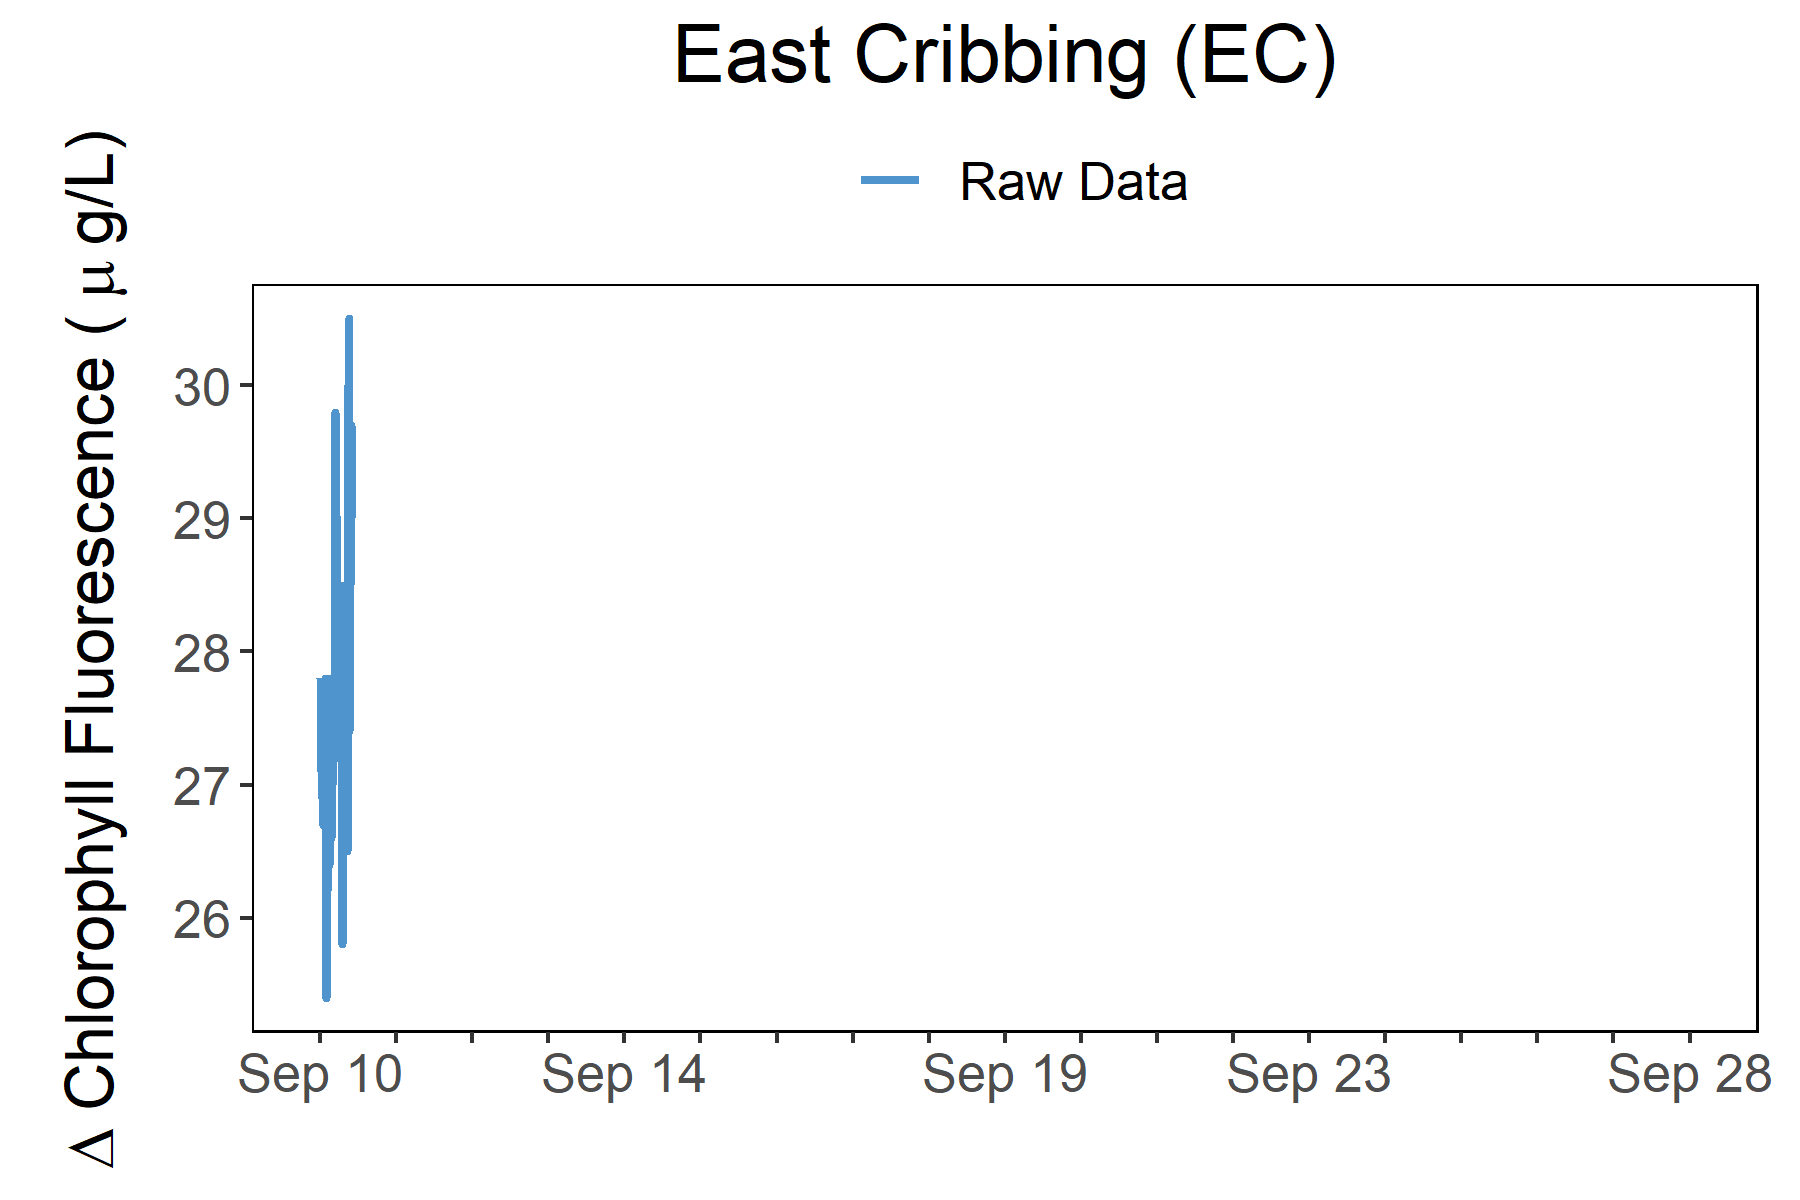 East Cribbing (EC)
Raw Data
Δ Chlorophyll Fluorescence ( μ g/L)
30
29
28
27
26
Sep 10 Sep 14 Sep 19 Sep 23 Sep 28